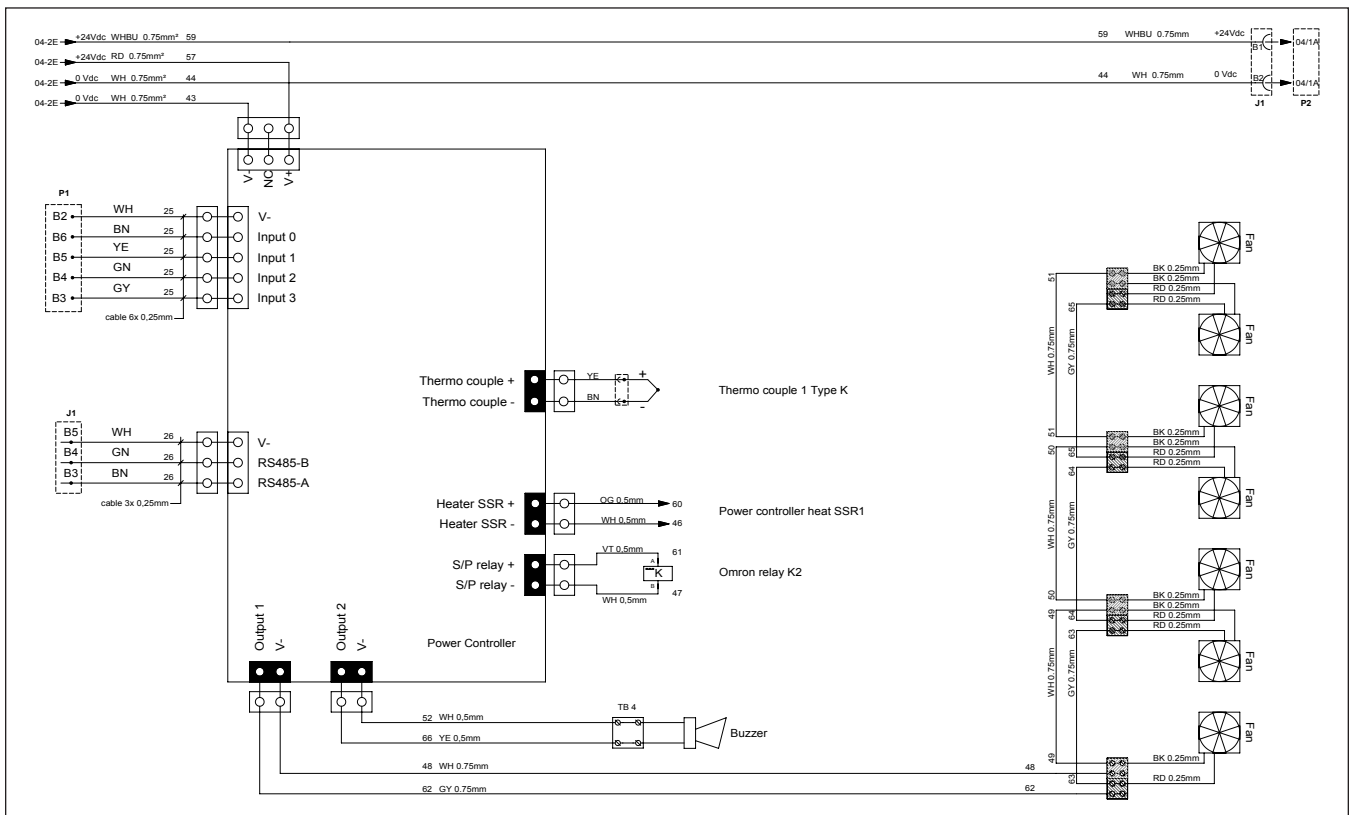 04-2E +24Vdc WHBU 0.75mm² 59 59 WHBU 0.75mm +24Vdc B1 04/1A
04-2E +24Vdc RD 0.75mm² 57
04-2E 0 Vdc WH 0.75mm² 44 44 WH 0.75mm 0 Vdc B2 04/1A
04-2E 0 Vdc WH 0.75mm² 43
J1 P2
V- NC V+
P1
B2 WH 25 V-
B6 BN 25 Input 0
B5 YE 25 Input 1
B4 GN 25 Input 2
B3 GY 25 Input 3
cable 6x 0,25mm
Thermo couple + YE +
Thermo couple - BN -
Thermo couple 1 Type K
J1
B5 WH 26 V-
B4 GN 26 RS485-B
B3 BN 26 RS485-A
cable 3x 0,25mm
Heater SSR + OG 0,5mm 60
Heater SSR - WH 0,5mm 46
Power controller heat SSR1
S/P relay + VT 0,5mm 61
A
K
B
S/P relay - WH 0,5mm 47
Omron relay K2
Power Controller
Output 1 V- Output 2 V-
52 WH 0,5mm
66 YE 0,5mm
TB 4
Buzzer
48 WH 0.75mm 48
62 GY 0.75mm 62
Fan
51 BK 0.25mm
BK 0.25mm
RD 0.25mm
65 RD 0.25mm
Fan
WH 0.75mm GY 0.75mm
Fan
51 BK 0.25mm
50 BK 0.25mm
65 RD 0.25mm
64 RD 0.25mm
Fan
WH 0.75mm GY 0.75mm
Fan
50 BK 0.25mm
49 BK 0.25mm
64 RD 0.25mm
63 RD 0.25mm
Fan
WH 0.75mm GY 0.75mm
Fan
49 BK 0.25mm
63 RD 0.25mm